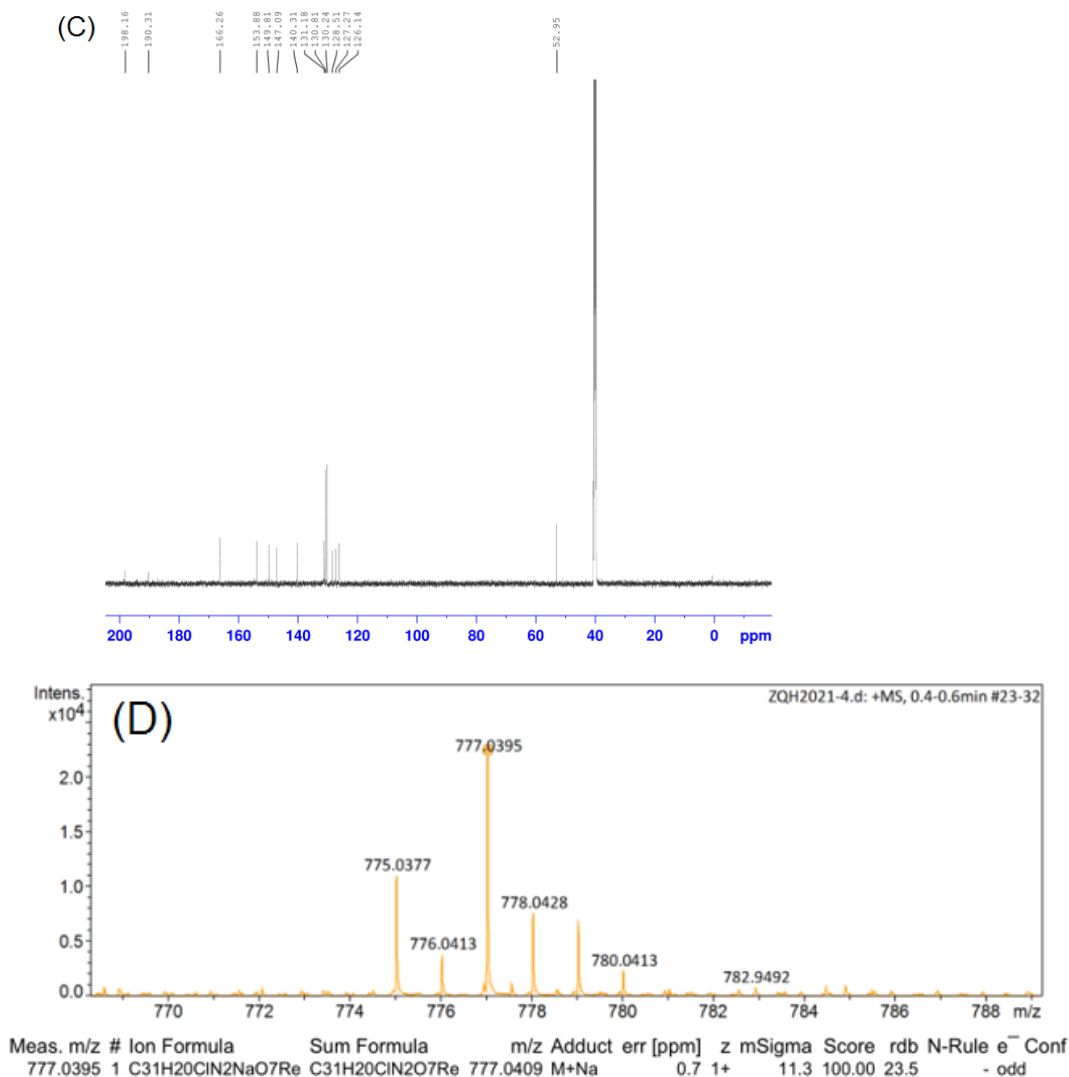 (C)
198.16
190.31
166.26
153.88
149.81
147.09
140.31
131.18
130.81
130.24
128.51
127.27
126.14
52.95
200 180 160 140 120 100 80 60 40 20 0 ppm
Intens.
x10⁴
(D)
ZQH2021-4.d: +MS, 0.4-0.6min #23-32
777.0395
2.0
1.5
775.0377
1.0
778.0428
776.0413
0.5
780.0413
782.9492
0.0
770 772 774 776 778 780 782 784 786 788 m/z
Meas. m/z # Ion Formula Sum Formula m/z Adduct err [ppm] z mSigma Score rdb N-Rule e⁻ Conf
777.0395 1 C31H20ClN2NaO7Re C31H20ClN2O7Re 777.0409 M+Na 0.7 1+ 11.3 100.00 23.5 - odd